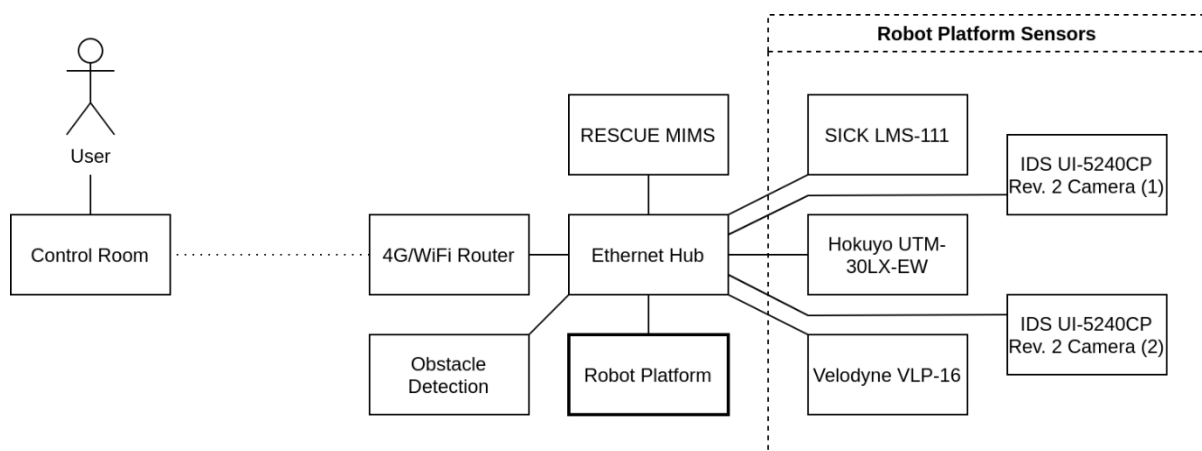 Robot Platform Sensors
User
Control Room
4G/WiFi Router
RESCUE MIMS
Ethernet Hub
Obstacle
Detection
Robot Platform
SICK LMS-111
IDS UI-5240CP
Rev. 2 Camera (1)
Hokuyo UTM-
30LX-EW
IDS UI-5240CP
Rev. 2 Camera (2)
Velodyne VLP-16